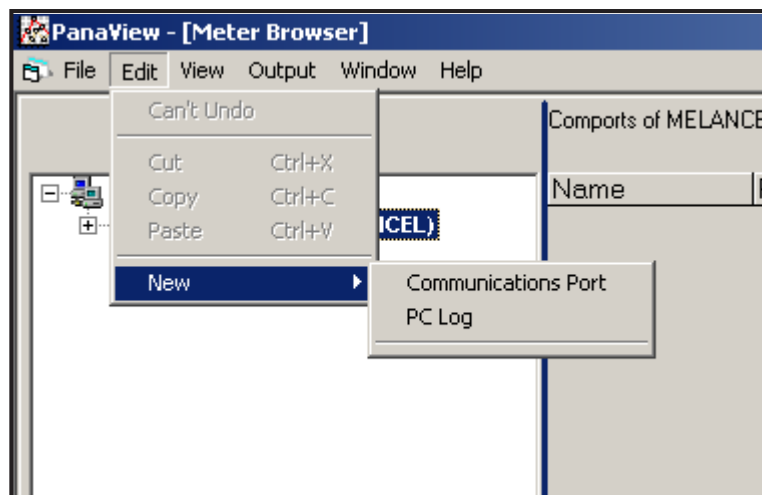 PanaView - [Meter Browser]
File Edit View Output Window Help
Can't Undo
Cut Ctrl+X
Copy Ctrl+C
Paste Ctrl+V
New
Communications Port
PC Log
ICEL)
Comports of MELANCE
Name